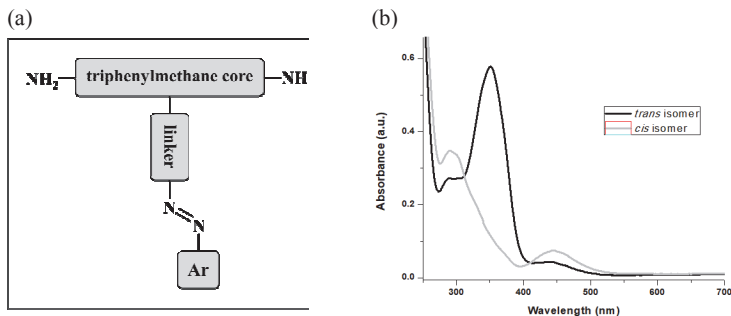 (a)
NH2
triphenylmethane core
NH
linker
N
N
Ar
(b)
0.6
0.4
0.2
0.0
Absorbance (a.u.)
trans isomer
cis isomer
300
400
500
600
700
Wavelength (nm)